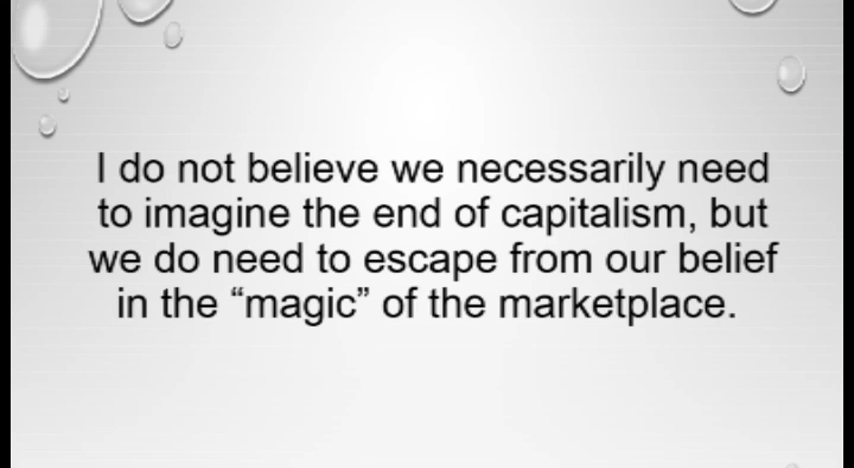 I do not believe we necessarily need
to imagine the end of capitalism, but
we do need to escape from our belief
in the “magic” of the marketplace.